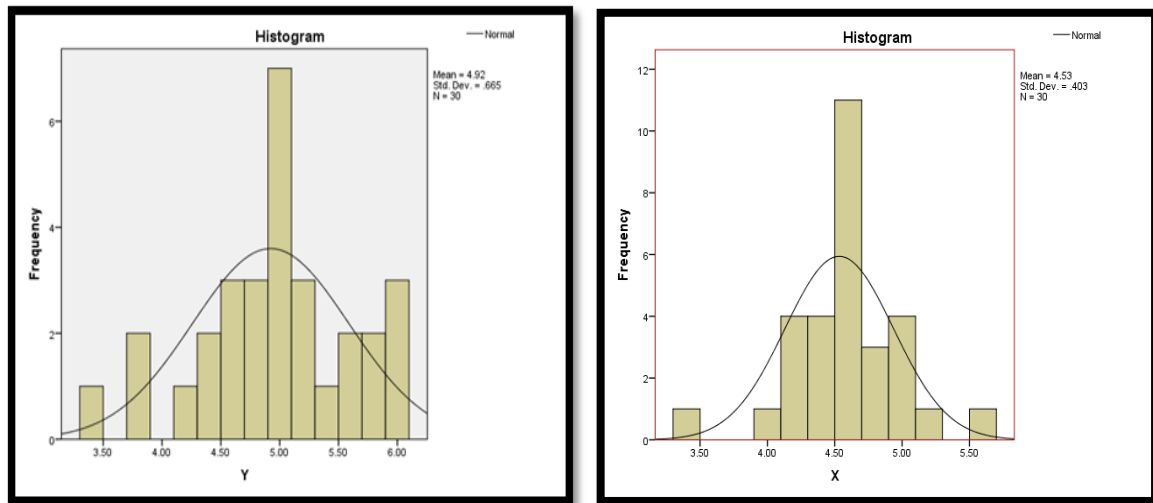 Histogram
Normal
Mean = 4.92
Std. Dev. = .665
N = 30
Frequency
6
4
2
0
3.50 4.00 4.50 5.00 5.50 6.00
Y
Histogram
Normal
Mean = 4.53
Std. Dev. = .403
N = 30
Frequency
12
10
8
6
4
2
0
3.50 4.00 4.50 5.00 5.50
X